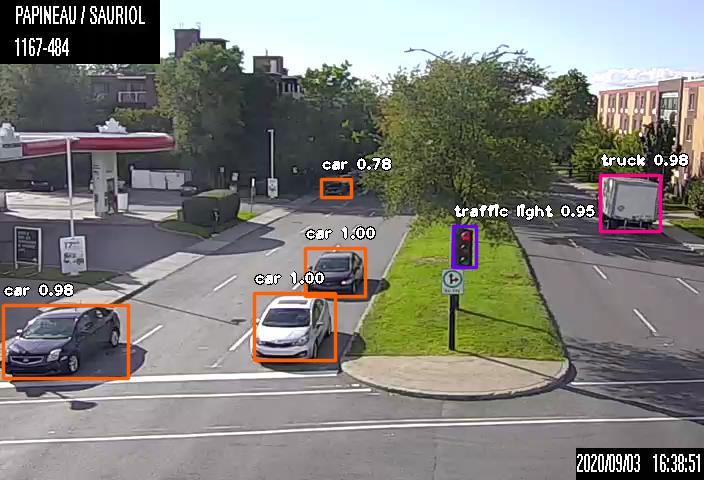 PAPINEAU / SAURIOL
1167-484
car 0.78
truck 0.98
traffic light 0.95
car 1.00
car 1.00
car 0.98
2020/09/03 16:38:51